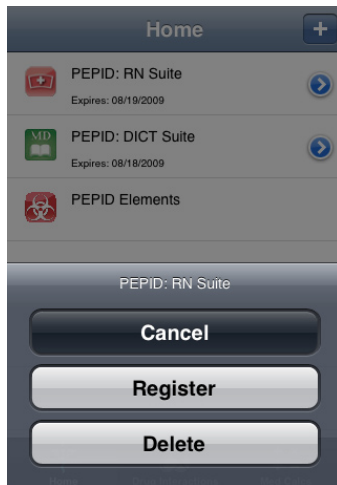 Home
+
PEPID: RN Suite
Expires: 08/19/2009
MD
PEPID: DICT Suite
Expires: 08/18/2009
PEPID Elements
PEPID: RN Suite
Cancel
Register
Delete
Home